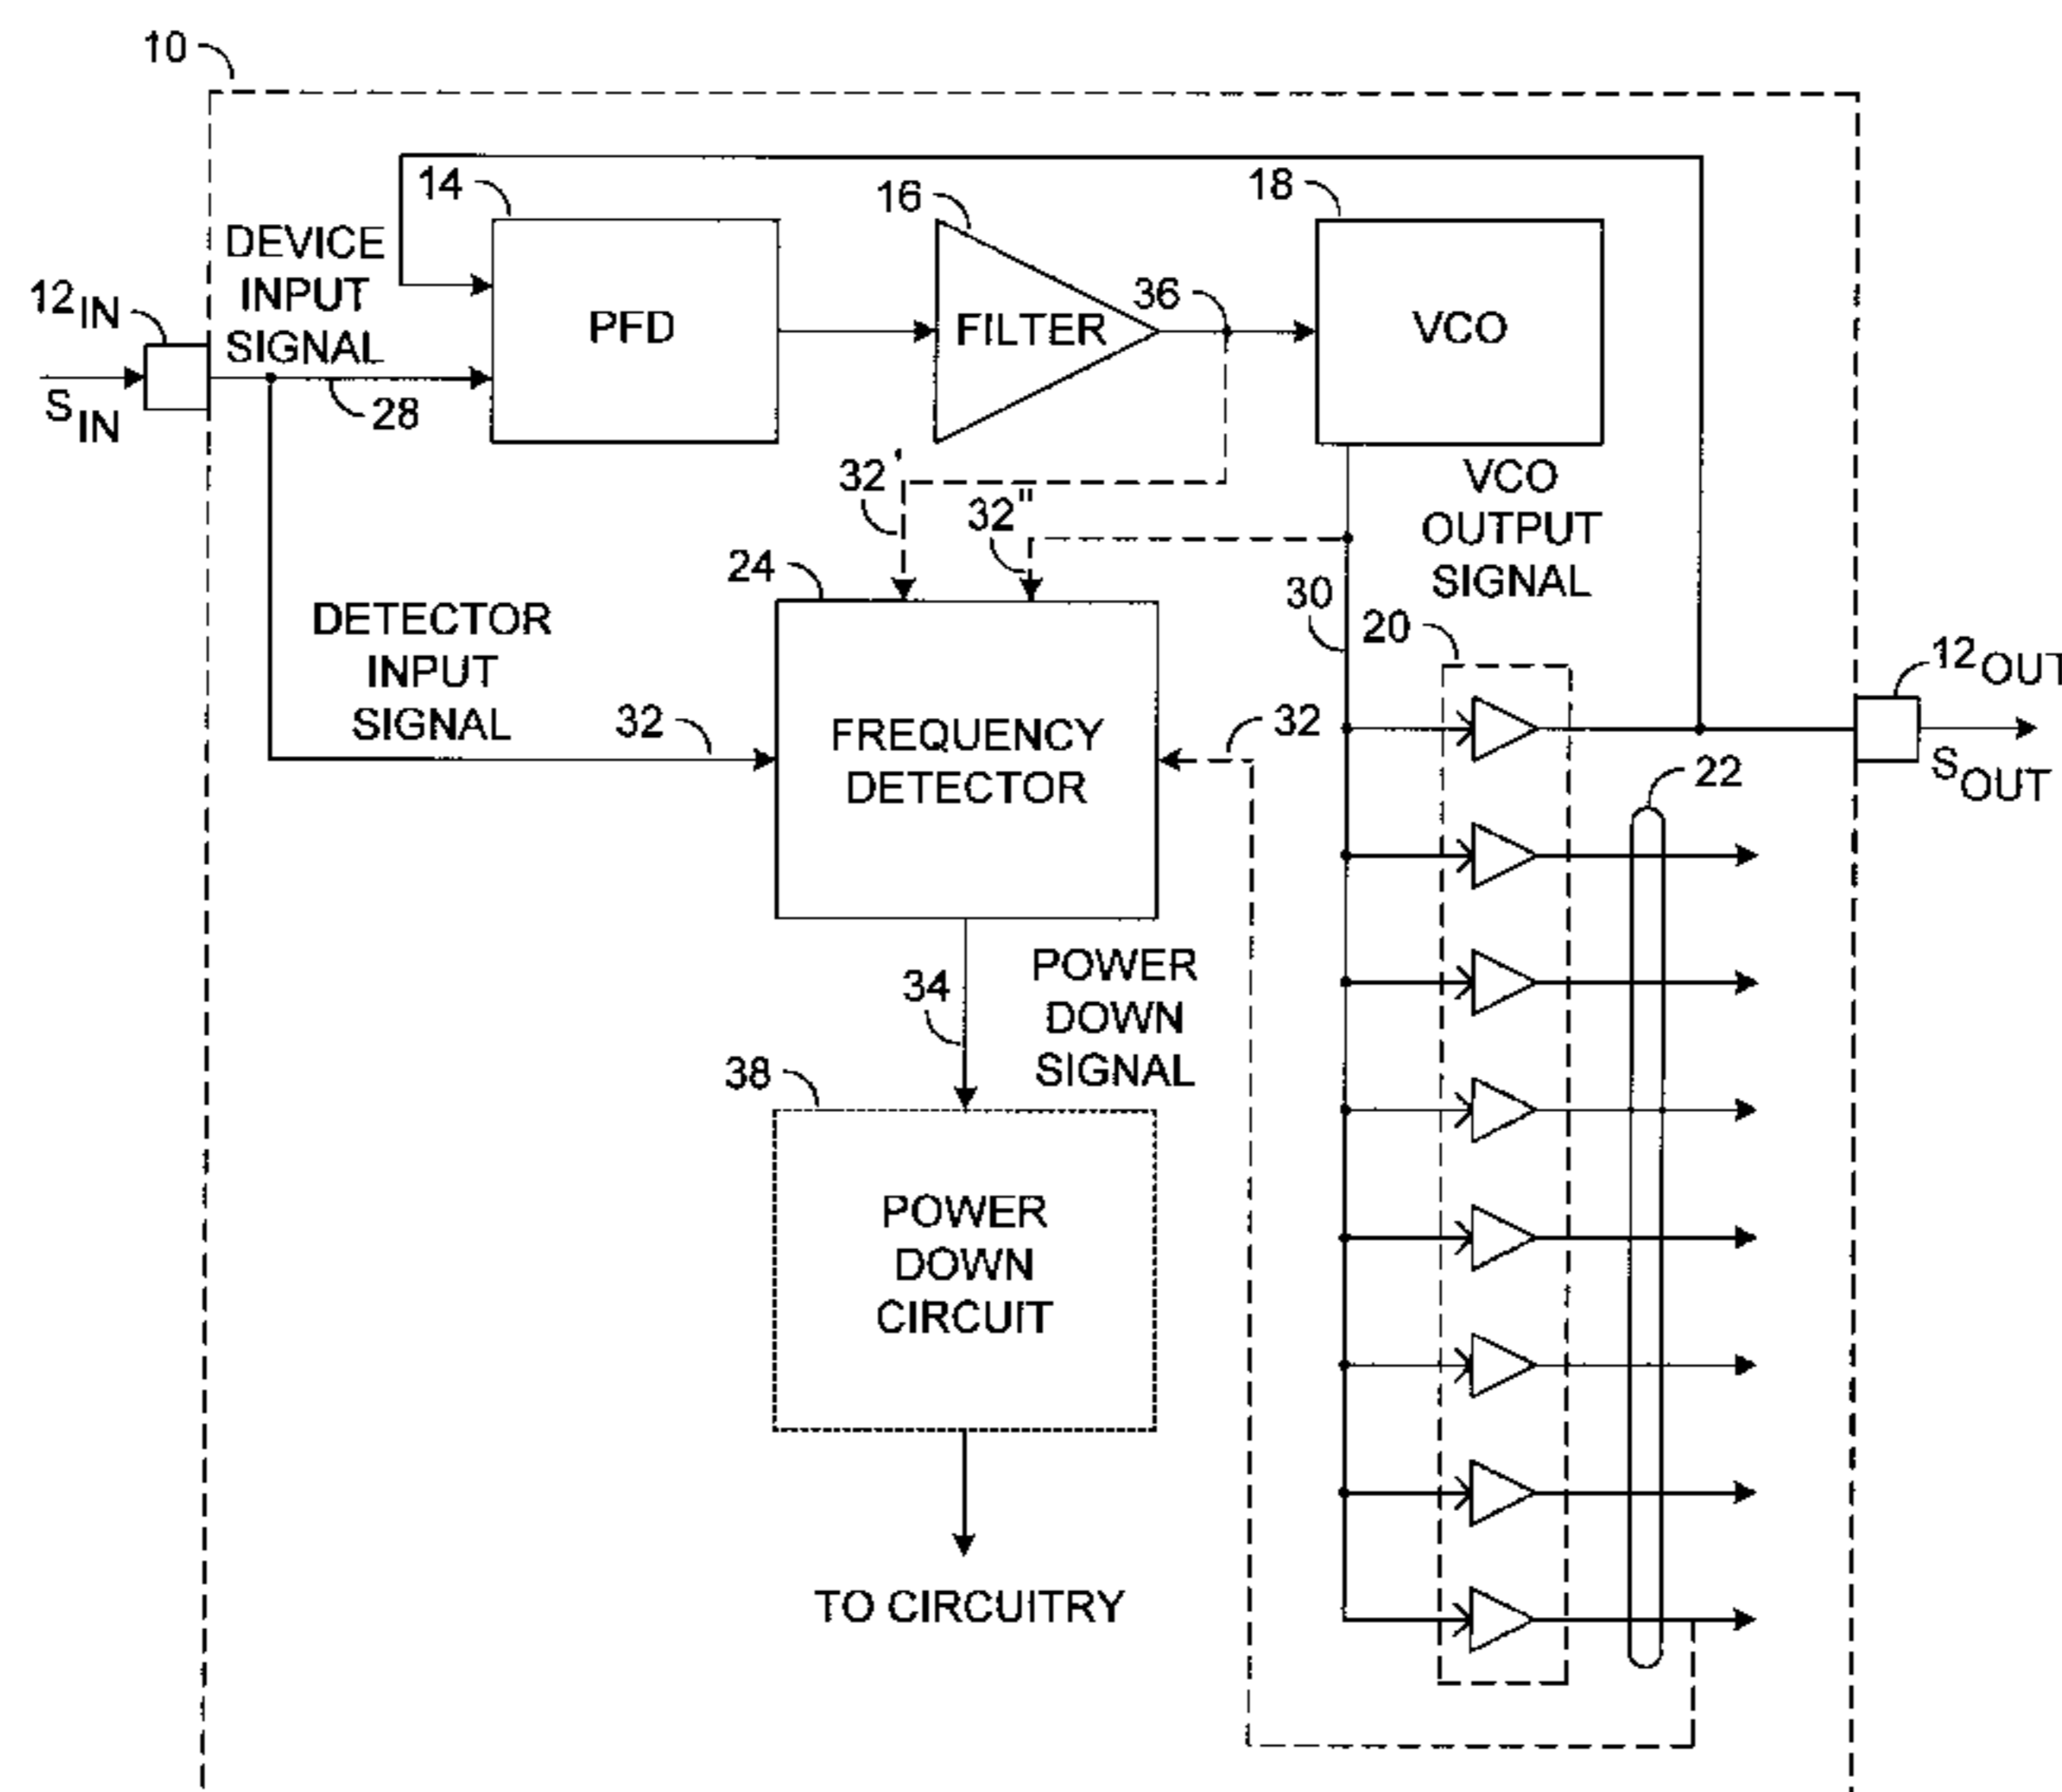 10
14
16
18
DEVICE
INPUT
SIGNAL
12IN
SIN
28
PFD
FILTER
36
VCO
32'
32"
VCO
OUTPUT
SIGNAL
24
30
20
DETECTOR
INPUT
SIGNAL
32
FREQUENCY
DETECTOR
32
12OUT
SOUT
22
34
POWER
DOWN
SIGNAL
38
POWER
DOWN
CIRCUIT
TO CIRCUITRY